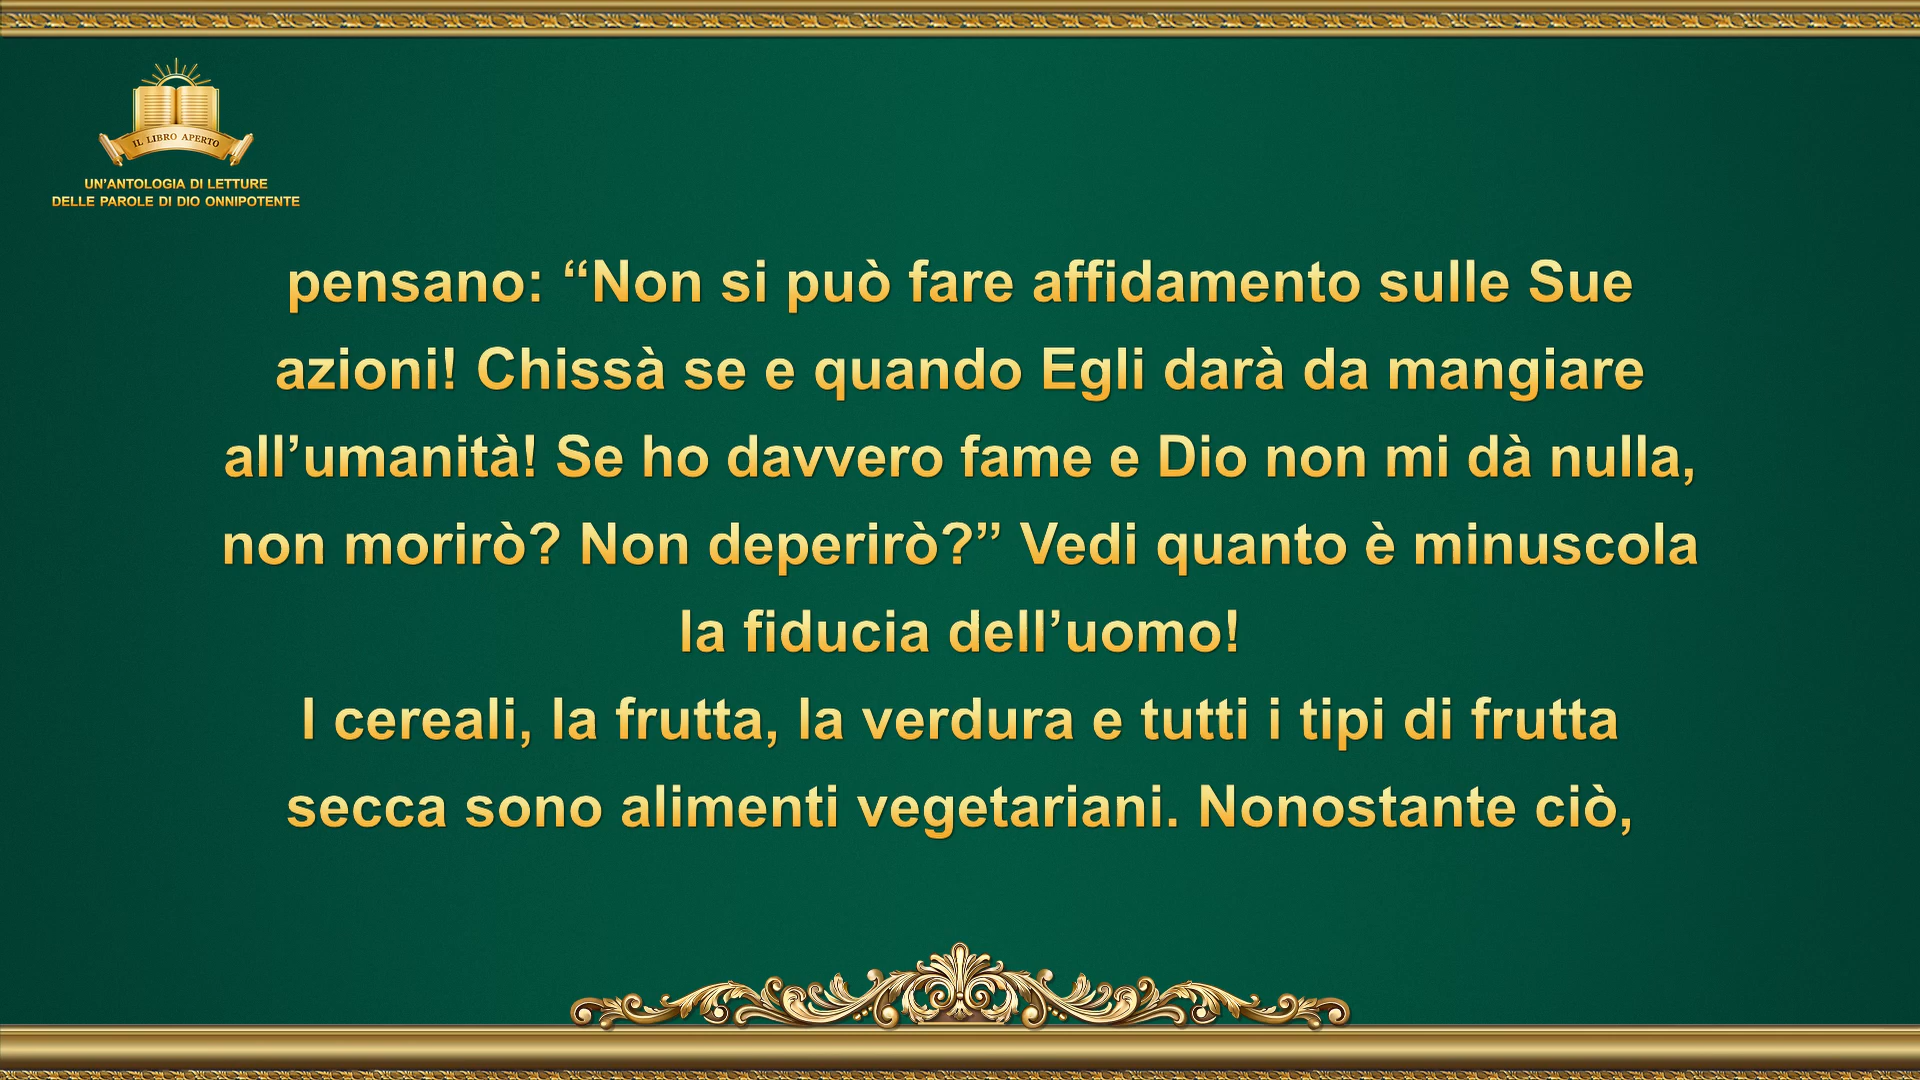 IL LIBRO APERTO
UN’ANTOLOGIA DI LETTURE
DELLE PAROLE DI DIO ONNIPOTENTE
pensano: “Non si può fare affidamento sulle Sue
azioni! Chissà se e quando Egli darà da mangiare
all’umanità! Se ho davvero fame e Dio non mi dà nulla,
non morirò? Non deperirò?” Vedi quanto è minuscola
la fiducia dell’uomo!
I cereali, la frutta, la verdura e tutti i tipi di frutta
secca sono alimenti vegetariani. Nonostante ciò,